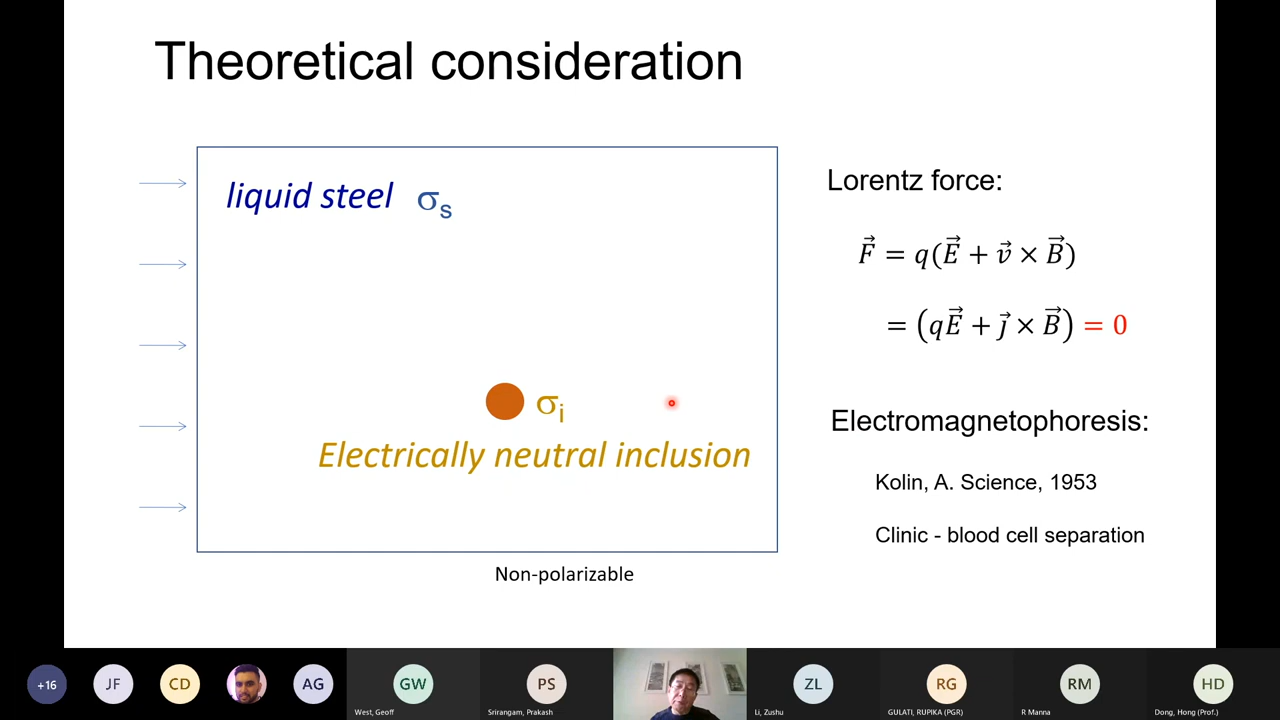 Theoretical consideration
liquid steel σs
σi
Electrically neutral inclusion
Non-polarizable
Lorentz force:
F⃗ = q(E⃗ + v⃗ × B⃗)
= (qE⃗ + j⃗ × B⃗) = 0
Electromagnetophoresis:
Kolin, A. Science, 1953
Clinic - blood cell separation
+16
JF
CD
AG
GW
West, Geoff
PS
Srirangam, Prakash
ZL
Li, Zushu
RG
GULATI, RUPIKA (PGR)
RM
R Manna
HD
Dong, Hong (Prof.)